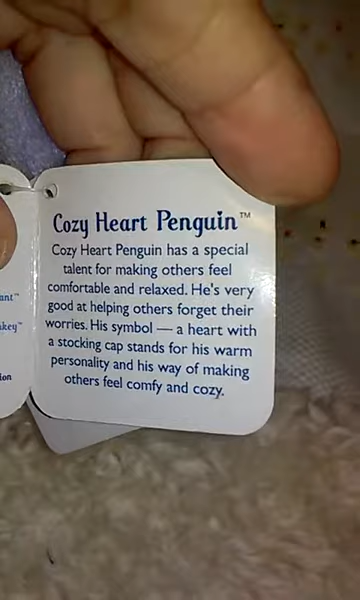 Cozy Heart Penguin™
Cozy Heart Penguin has a special
talent for making others feel
comfortable and relaxed. He's very
good at helping others forget their
worries. His symbol — a heart with
a stocking cap stands for his warm
personality and his way of making
others feel comfy and cozy.